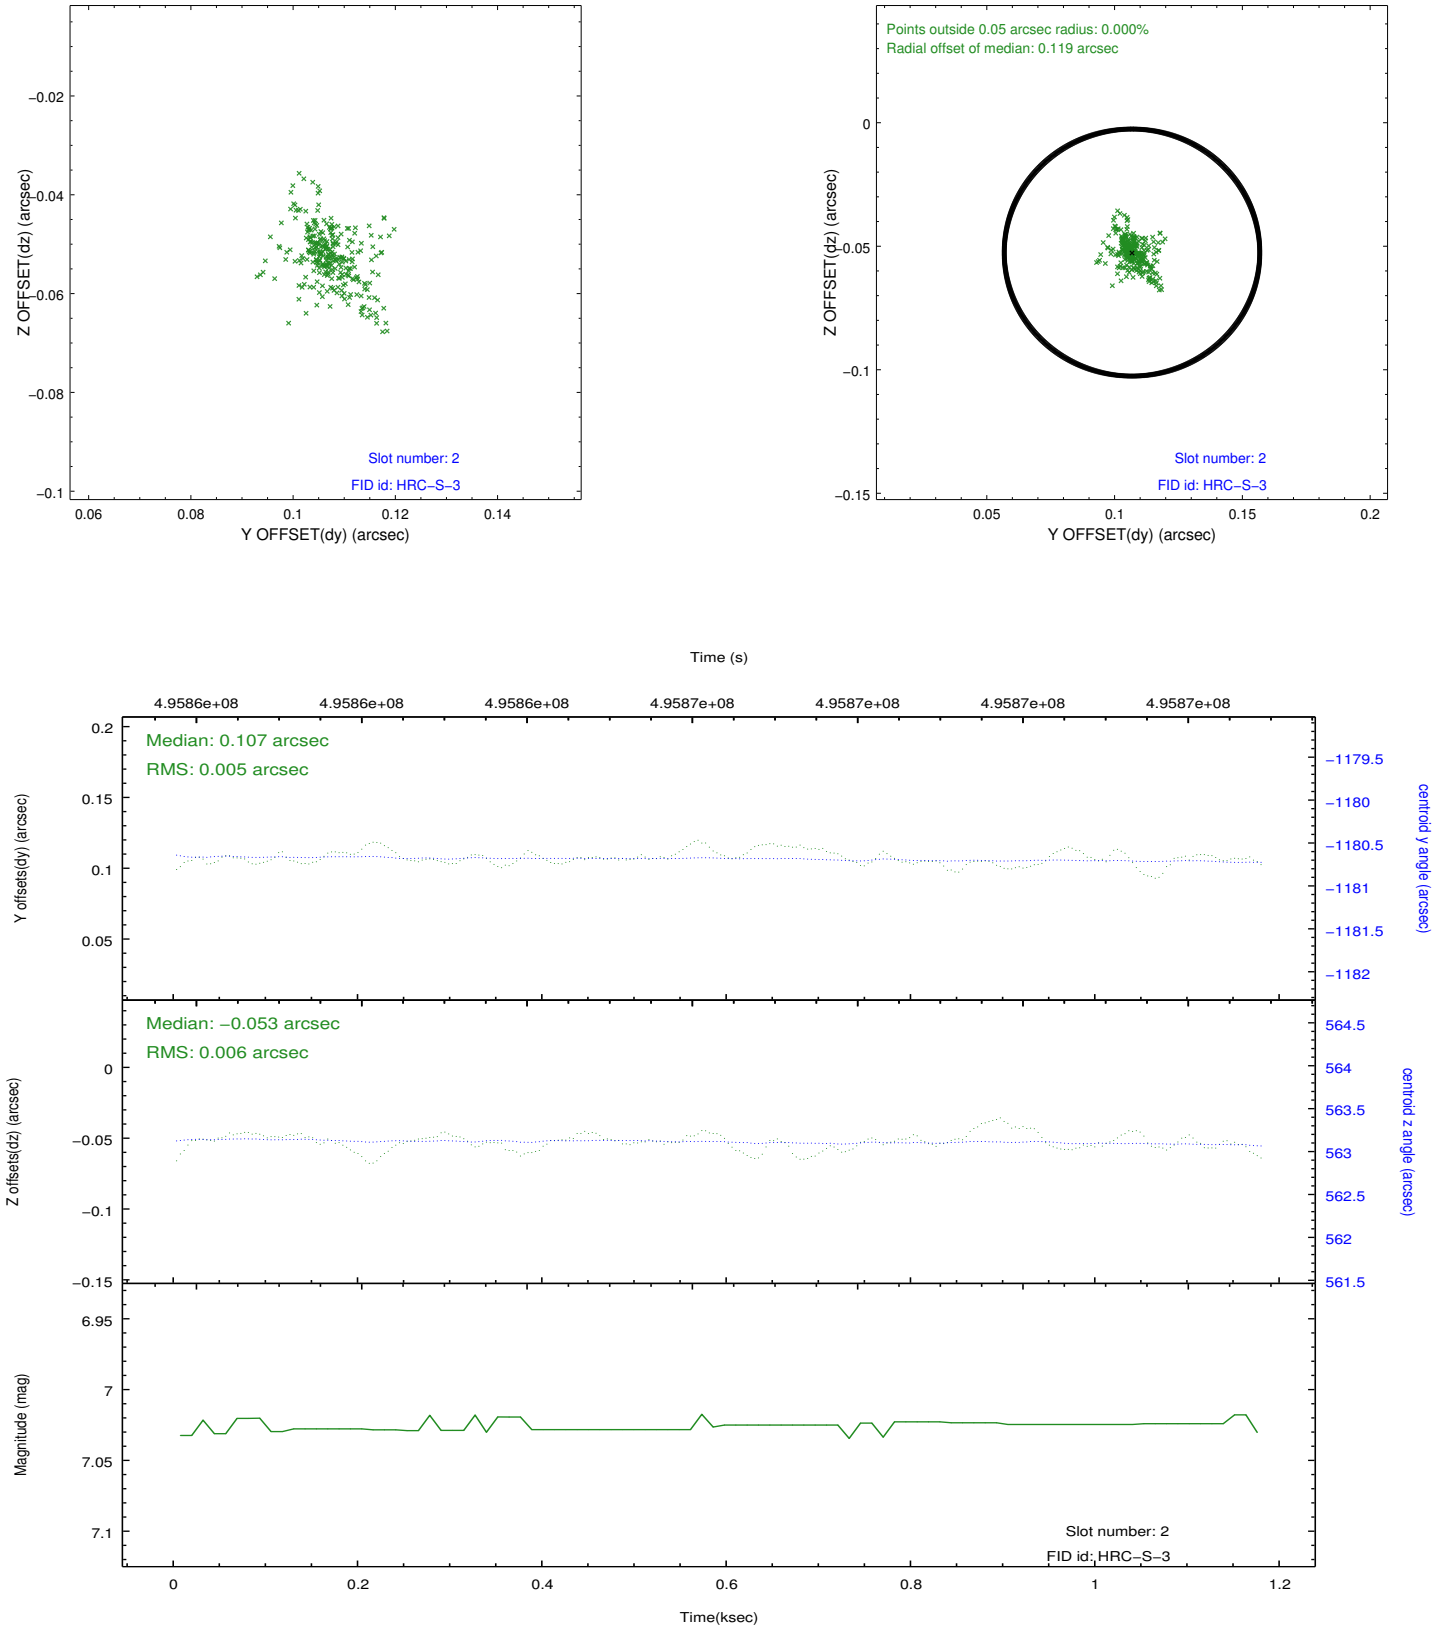 −0.02
−0.04
−0.06
−0.08
−0.1
Z OFFSET(dz) (arcsec)
0.06 0.08 0.1 0.12 0.14
Y OFFSET(dy) (arcsec)
Slot number: 2
FID id: HRC−S−3
Points outside 0.05 arcsec radius: 0.000%
Radial offset of median: 0.119 arcsec
0
−0.05
−0.1
−0.15
Z OFFSET(dz) (arcsec)
0.05 0.1 0.15 0.2
Y OFFSET(dy) (arcsec)
Slot number: 2
FID id: HRC−S−3
Time (s)
4.9586e+08 4.9586e+08 4.9586e+08 4.9587e+08 4.9587e+08 4.9587e+08 4.9587e+08
Median: 0.107 arcsec
RMS: 0.005 arcsec
0.2
0.15
0.1
0.05
Y offsets(dy) (arcsec)
−1179.5
−1180
−1180.5
−1181
−1181.5
−1182
centroid y angle (arcsec)
Median: −0.053 arcsec
RMS: 0.006 arcsec
0
−0.05
−0.1
−0.15
Z offsets(dz) (arcsec)
564.5
564
563.5
563
562.5
562
561.5
centroid z angle (arcsec)
6.95
7
7.05
7.1
Magnitude (mag)
Slot number: 2
FID id: HRC−S−3
0 0.2 0.4 0.6 0.8 1 1.2
Time(ksec)